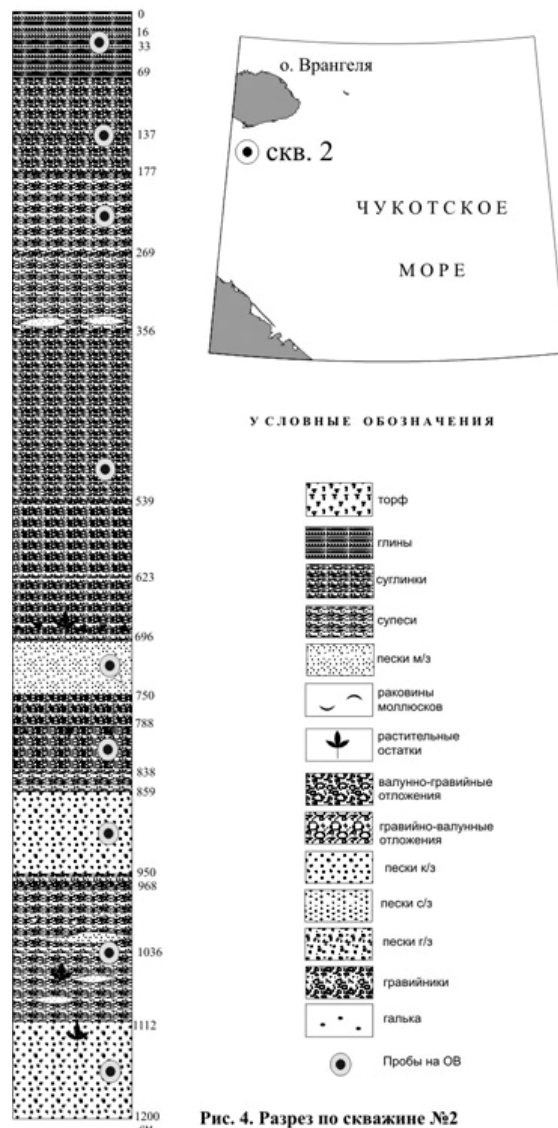 0
16
33
69
137
177
269
356
539
623
696
750
788
838
859
950
968
1036
1112
1200
см
о. Врангеля
скв. 2
ЧУКОТСКОЕ
МОРЕ
УСЛОВНЫЕ ОБОЗНАЧЕНИЯ
торф
глины
суглинки
супеси
пески м/з
раковины
моллюсков
растительные
остатки
валунно-гравийные
отложения
гравийно-валунные
отложения
пески к/з
пески с/з
пески г/з
гравийники
галька
Пробы на ОВ
Рис. 4. Разрез по скважине №2